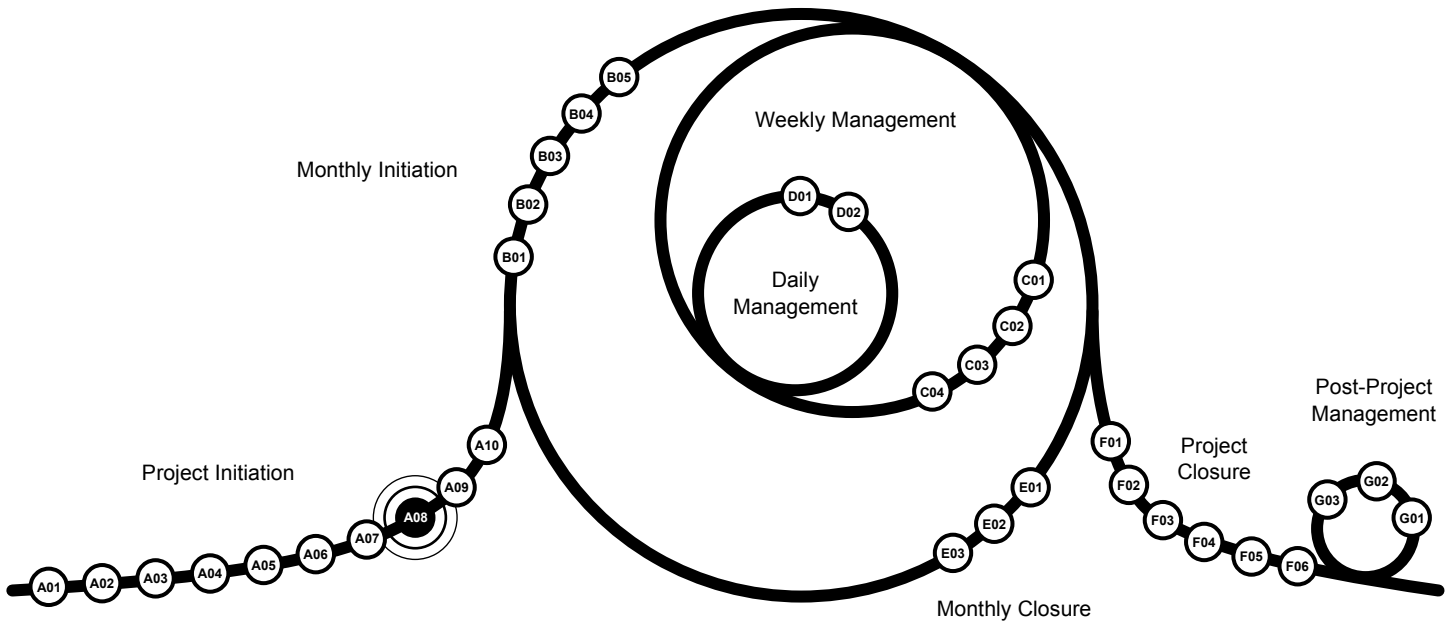 Project Initiation
A01
A02
A03
A04
A05
A06
A07
A08
A09
A10
Monthly Initiation
B01
B02
B03
B04
B05
Weekly Management
C01
C02
C03
C04
Daily
Management
D01
D02
Monthly Closure
E01
E02
E03
Project
Closure
F01
F02
F03
F04
F05
F06
Post-Project
Management
G01
G02
G03